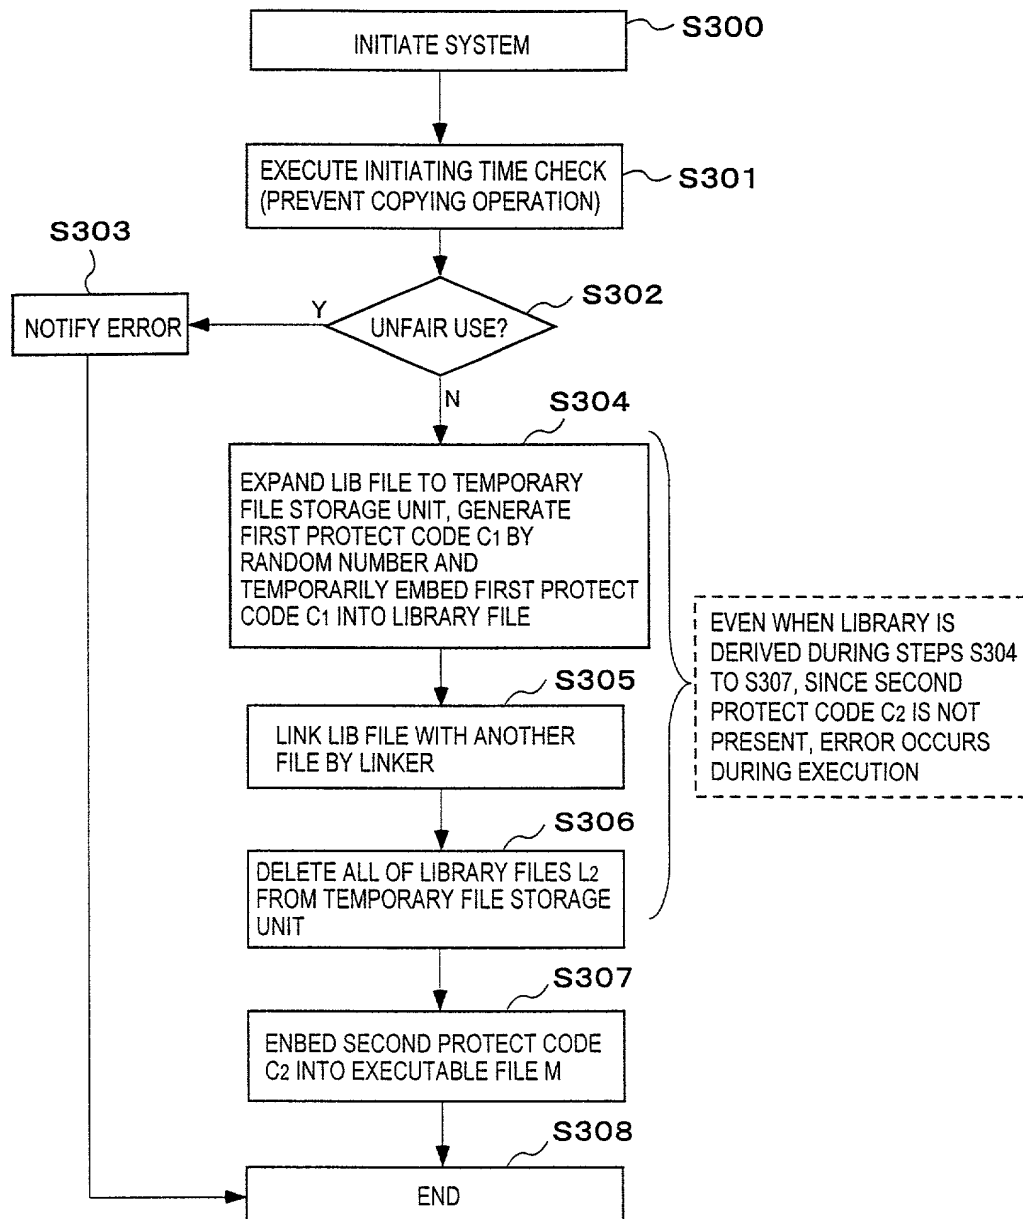 S300
INITIATE SYSTEM
EXECUTE INITIATING TIME CHECK
(PREVENT COPYING OPERATION)
S301
S303
NOTIFY ERROR
Y
S302
UNFAIR USE?
N
S304
EXPAND LIB FILE TO TEMPORARY
FILE STORAGE UNIT, GENERATE
FIRST PROTECT CODE C1 BY
RANDOM NUMBER AND
TEMPORARILY EMBED FIRST PROTECT
CODE C1 INTO LIBRARY FILE
EVEN WHEN LIBRARY IS
DERIVED DURING STEPS S304
TO S307, SINCE SECOND
PROTECT CODE C2 IS NOT
PRESENT, ERROR OCCURS
DURING EXECUTION
S305
LINK LIB FILE WITH ANOTHER
FILE BY LINKER
S306
DELETE ALL OF LIBRARY FILES L2
FROM TEMPORARY FILE STORAGE
UNIT
S307
ENBED SECOND PROTECT CODE
C2 INTO EXECUTABLE FILE M
S308
END